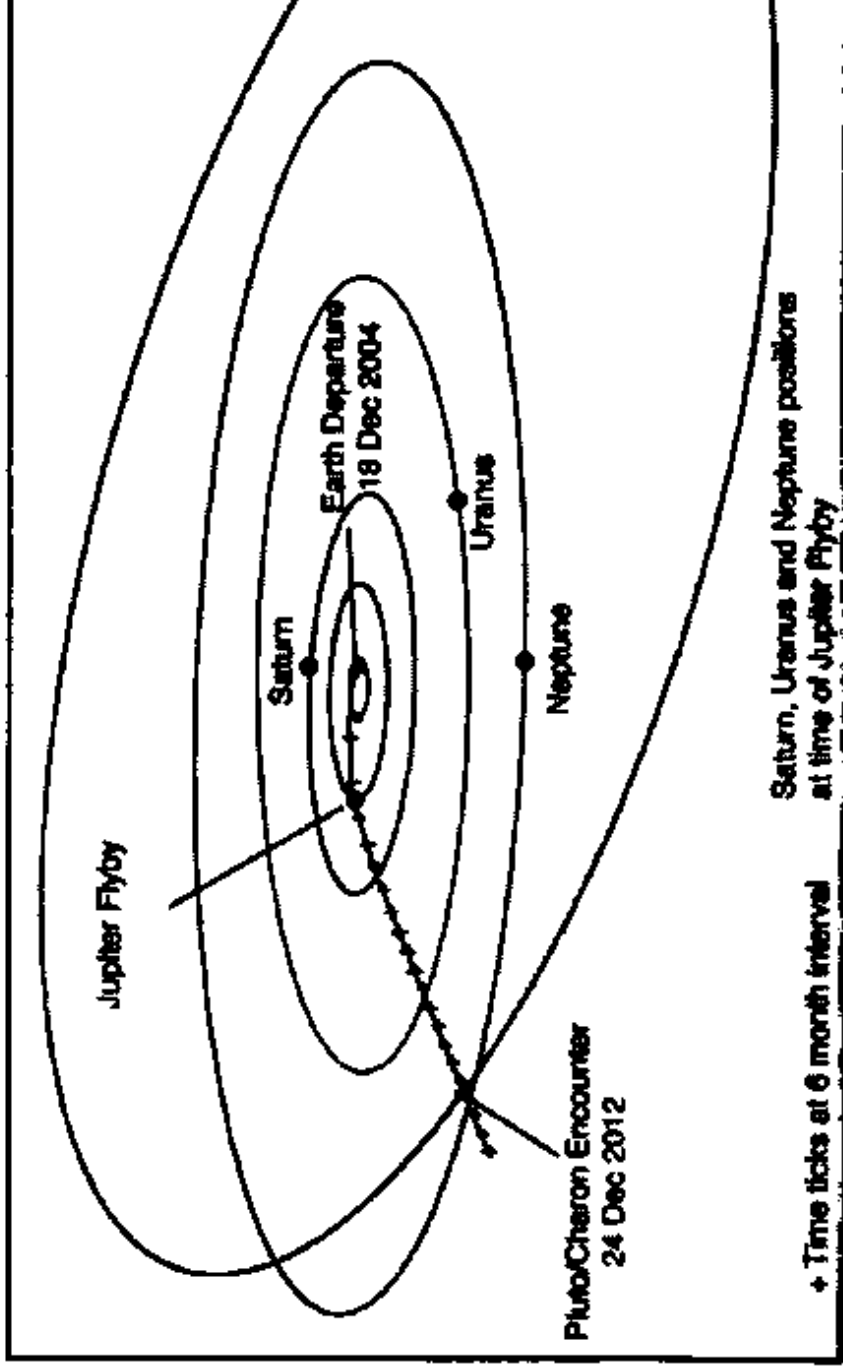 Jupiter Flyby
Saturn
Earth Departure
18 Dec 2004
Uranus
Neptune
Pluto/Charon Encounter
24 Dec 2012
+ Time ticks at 6 month interval
Saturn, Uranus and Neptune positions
at time of Jupiter Flyby